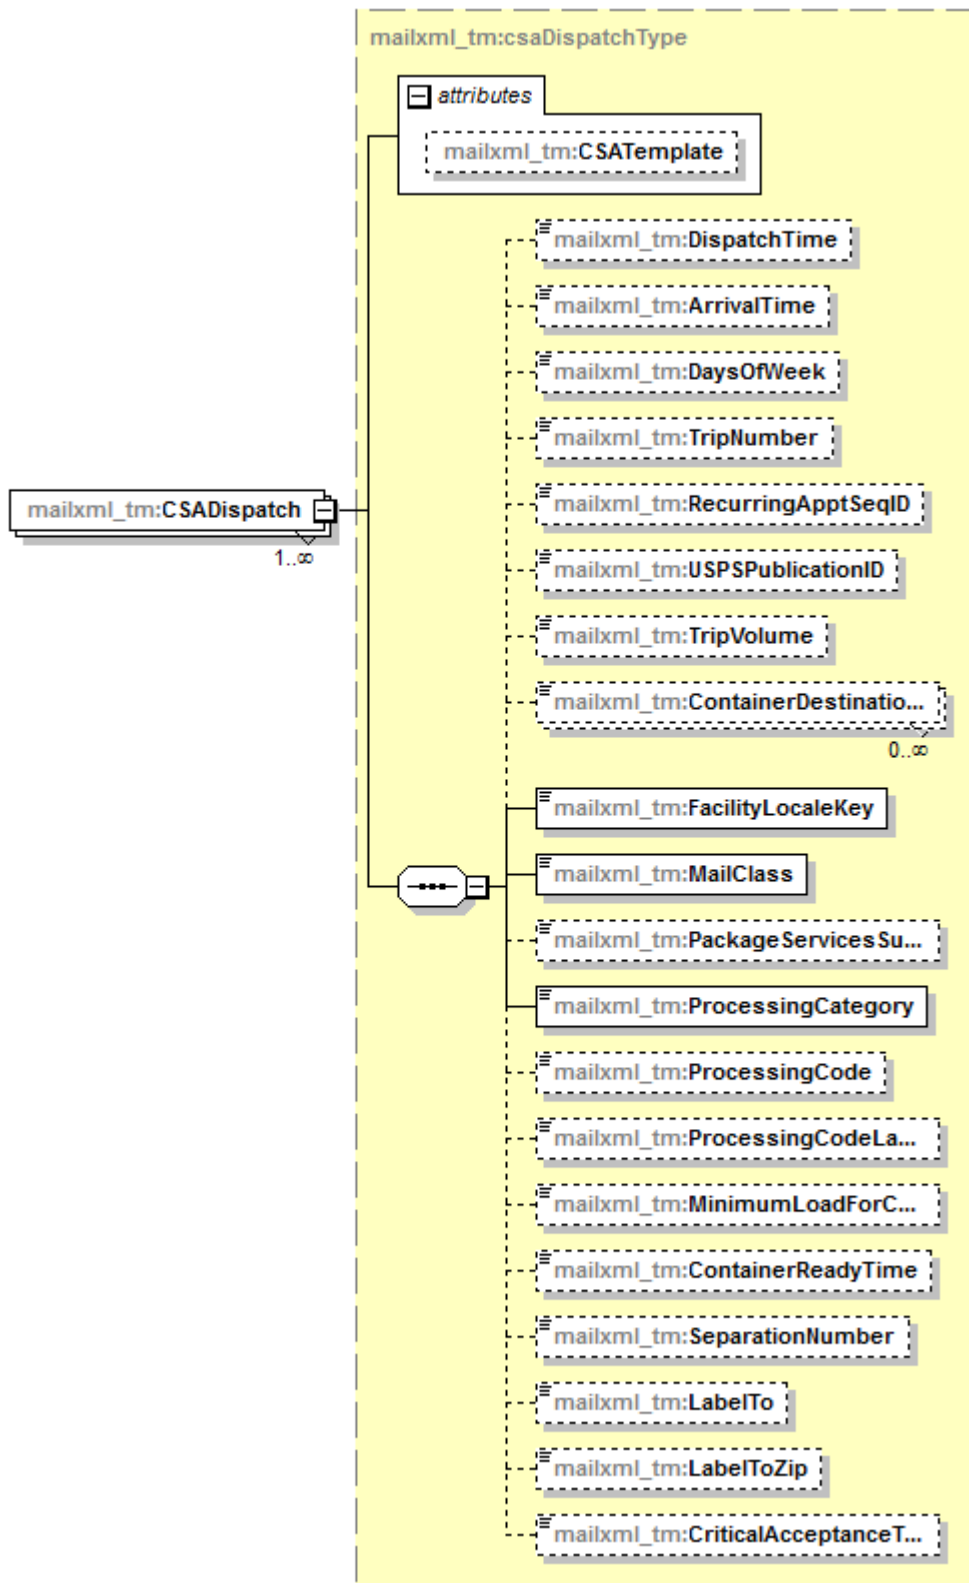 mailxml_tm:csaDispatchType
attributes
mailxml_tm:CSATemplate
mailxml_tm:DispatchTime
mailxml_tm:ArrivalTime
mailxml_tm:DaysOfWeek
mailxml_tm:TripNumber
mailxml_tm:CSADispatch
1..∞
mailxml_tm:RecurringApptSeqID
mailxml_tm:USPSPublicationID
mailxml_tm:TripVolume
mailxml_tm:ContainerDestinatio...
0..∞
mailxml_tm:FacilityLocaleKey
mailxml_tm:MailClass
mailxml_tm:PackageServicesSu...
mailxml_tm:ProcessingCategory
mailxml_tm:ProcessingCode
mailxml_tm:ProcessingCodeLa...
mailxml_tm:MinimumLoadForC...
mailxml_tm:ContainerReadyTime
mailxml_tm:SeparationNumber
mailxml_tm:LabelTo
mailxml_tm:LabelToZip
mailxml_tm:CriticalAcceptanceT...